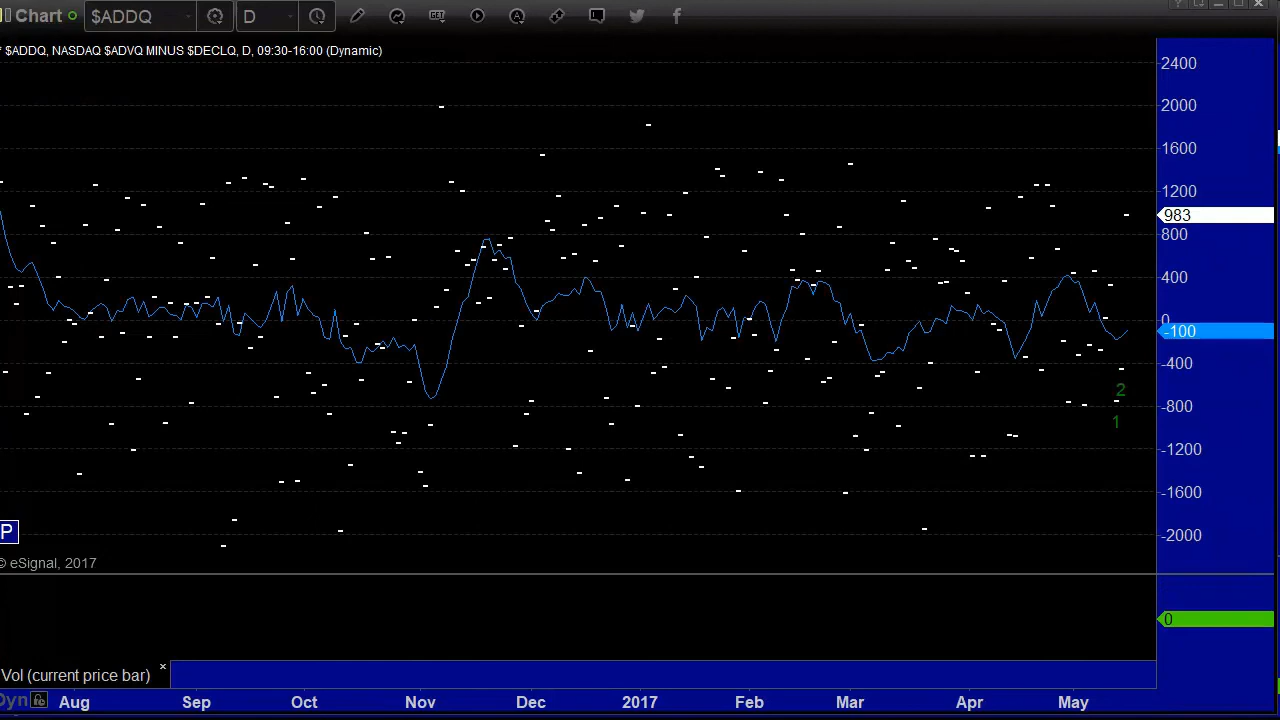 Chart $ADDQ D GET A
* $ADDQ, NASDAQ $ADVQ MINUS $DECLQ, D, 09:30-16:00 (Dynamic)
2400
2000
1600
1200
983
800
400
0
-100
-400
2
-800
1
-1200
-1600
-2000
P
© eSignal, 2017
0
Vol (current price bar) ×
Dyn Aug Sep Oct Nov Dec 2017 Feb Mar Apr May